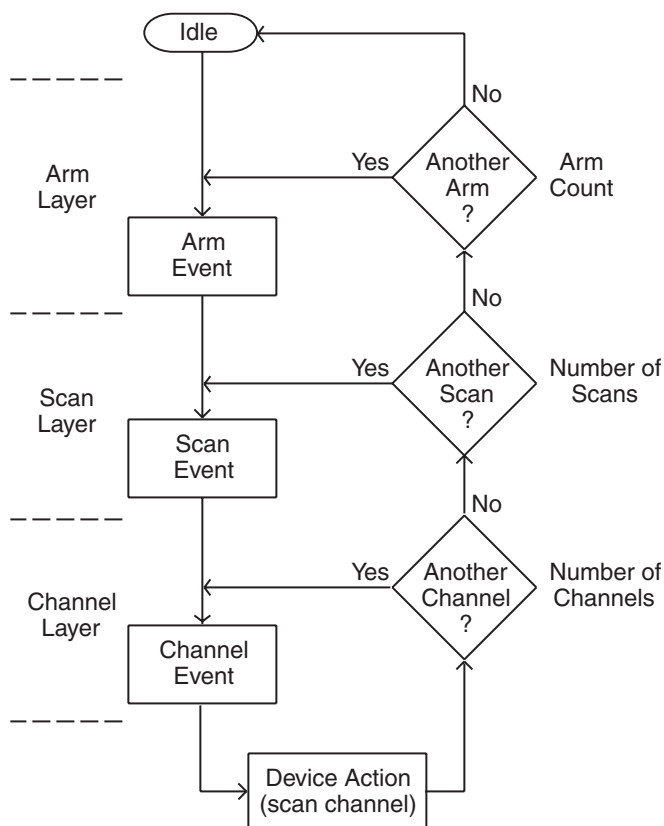 Idle
No
Arm
Layer
Yes
Another
Arm
?
Arm
Count
Arm
Event
No
Scan
Layer
Yes
Another
Scan
?
Number of
Scans
Scan
Event
No
Channel
Layer
Yes
Another
Channel
?
Number of
Channels
Channel
Event
Device Action
(scan channel)